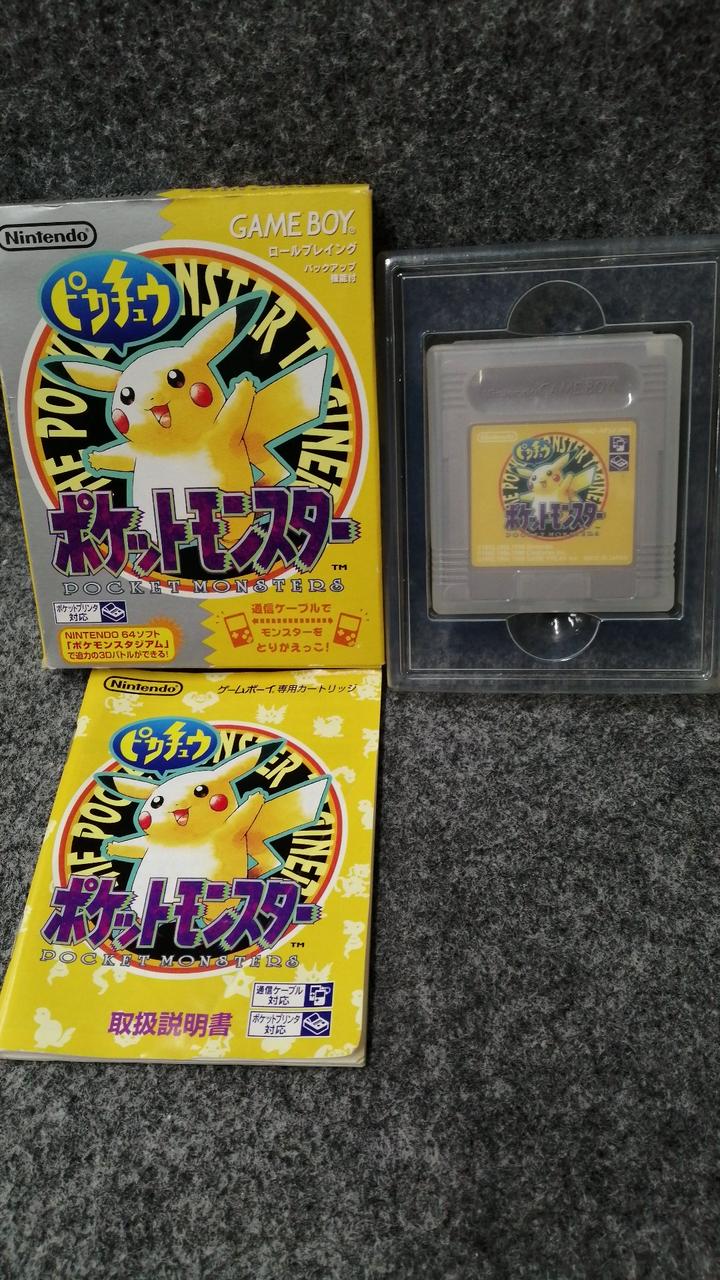 Nintendo
GAME BOY
ロールプレイング
バックアップ
機能付
ピカチュウ
ポケットモンスター
TM
POCKET MONSTERS
ポケットプリンタ
対応
NINTENDO 64ソフト
「ポケモンスタジアム」
で迫力の3Dバトルができる!
通信ケーブルで
モンスターを
とりかえっこ!
GAME BOY
Nintendo
ピカチュウ
ポケットモンスター
POCKET MONSTERS
Nintendo
ゲームボーイ専用カートリッジ
ピカチュウ
ポケットモンスター
TM
POCKET MONSTERS
通信ケーブル
対応
取扱説明書
ポケットプリンタ
対応